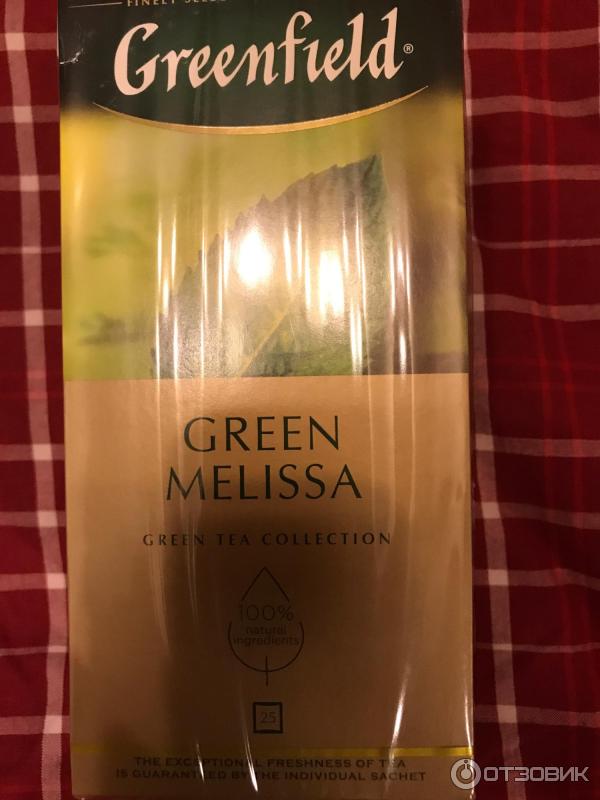 FINEST
Greenfield®
GREEN
MELISSA
GREEN TEA COLLECTION
100%
natural
ingredients
25
THE EXCEPTIONAL FRESHNESS OF TEA
IS GUARANTEED BY THE INDIVIDUAL SACHET
ОТЗОВИК